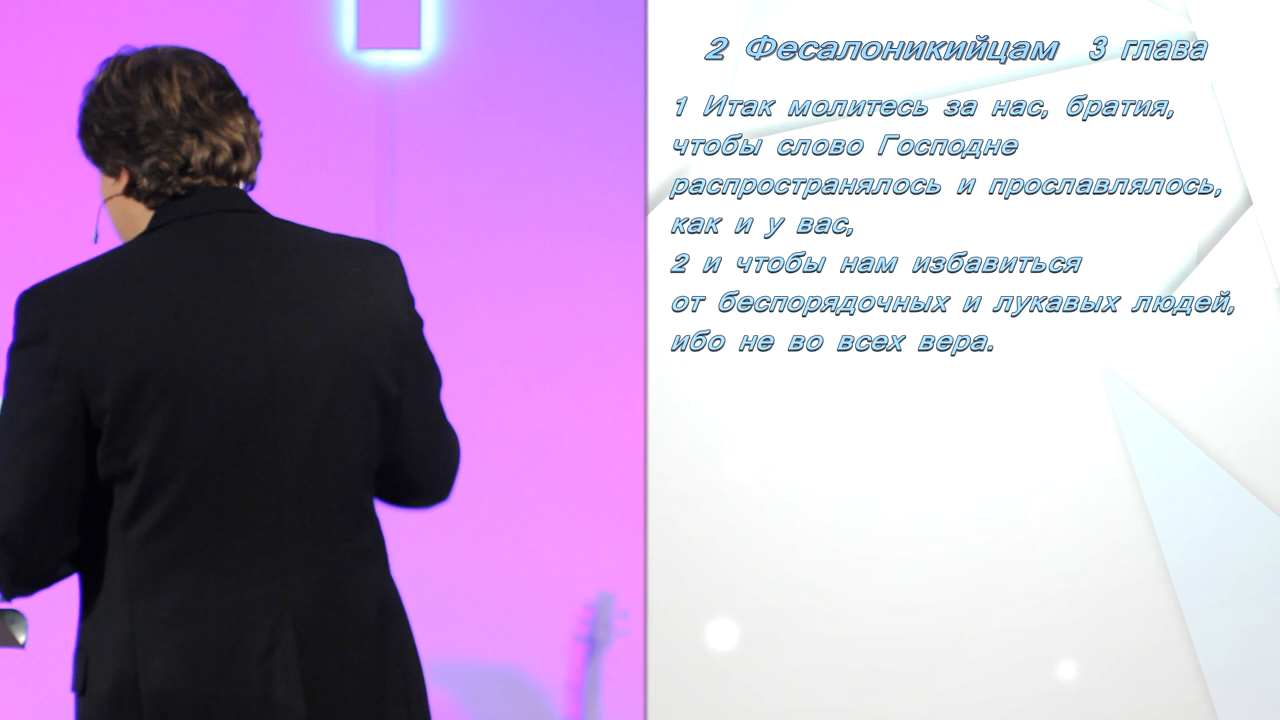 2 Фесалоникийцам 3 глава
1 Итак молитесь за нас, братия,
чтобы слово Господне
распространялось и прославлялось,
как и у вас,
2 и чтобы нам избавиться
от беспорядочных и лукавых людей,
ибо не во всех вера.